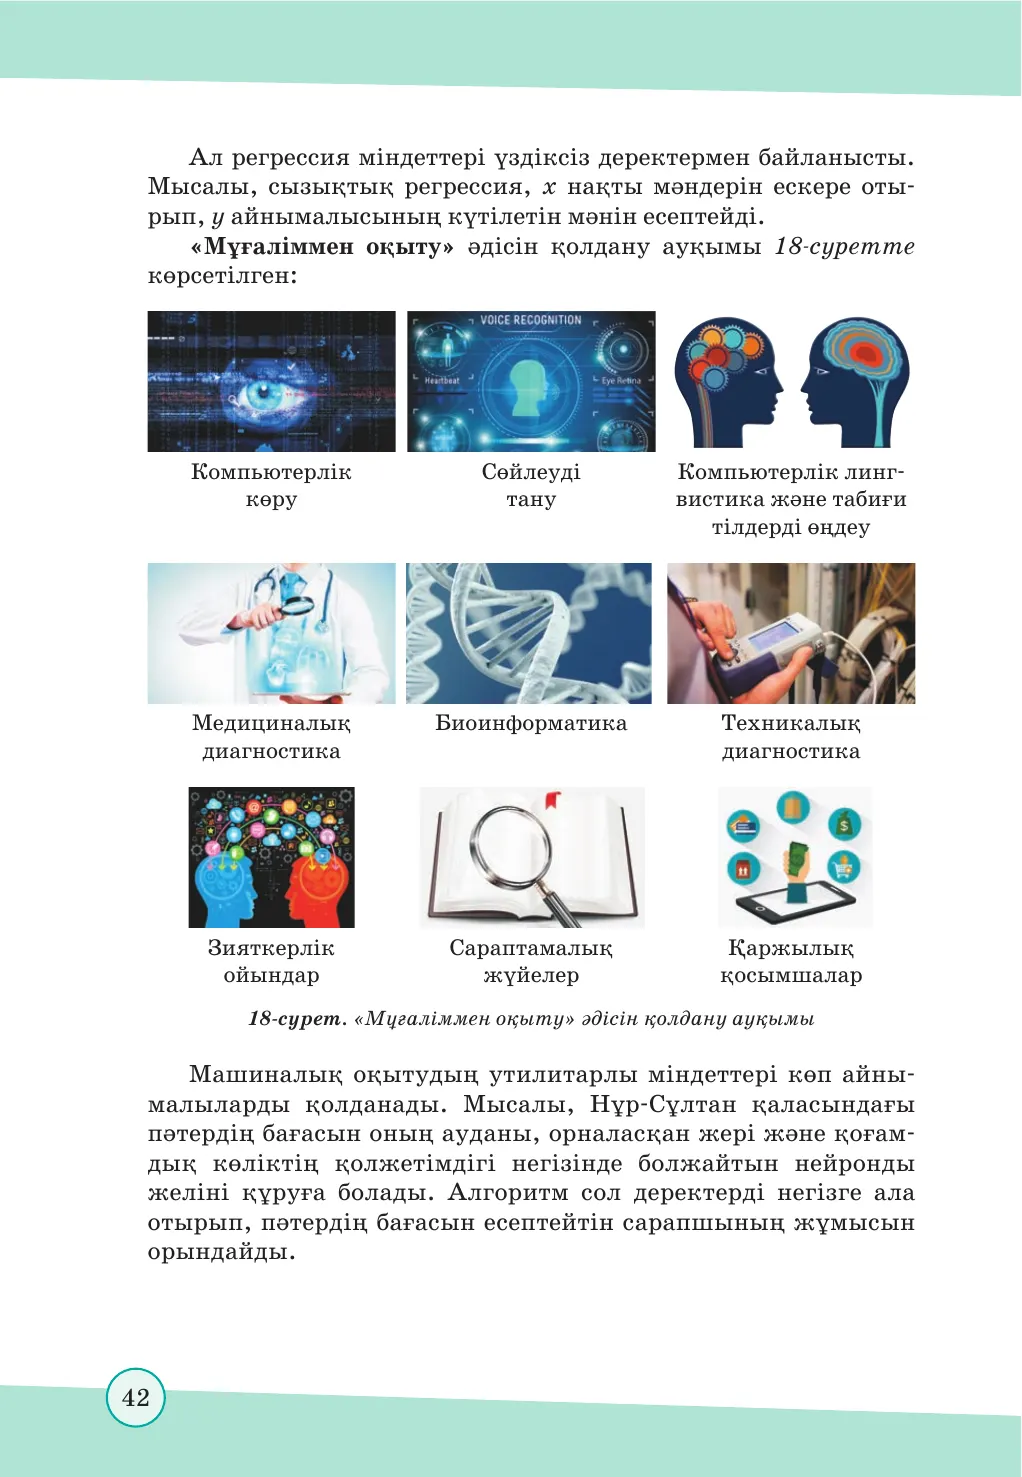 Ал регрессия міндеттері үздіксіз деректермен байланысты.
Мысалы, сызықтық регрессия, x нақты мәндерін ескере оты-
рып, y айнымалысының күтілетін мәнін есептейді.
«Мұғаліммен оқыту» әдісін қолдану ауқымы 18-суретте
көрсетілген:
VOICE RECOGNITION
Heartbeat
Eye Retina
Компьютерлік
көру
Сөйлеуді
тану
Компьютерлік линг-
вистика және табиғи
тілдерді өңдеу
Медициналық
диагностика
Биоинформатика
Техникалық
диагностика
Зияткерлік
ойындар
Сараптамалық
жүйелер
Қаржылық
қосымшалар
18-сурет. «Мұғаліммен оқыту» әдісін қолдану ауқымы
Машиналық оқытудың утилитарлы міндеттері көп айны-
малыларды қолданады. Мысалы, Нұр-Сұлтан қаласындағы
пәтердің бағасын оның ауданы, орналасқан жері және қоғам-
дық көліктің қолжетімдігі негізінде болжайтын нейронды
желіні құруға болады. Алгоритм сол деректерді негізге ала
отырып, пәтердің бағасын есептейтін сарапшының жұмысын
орындайды.
42